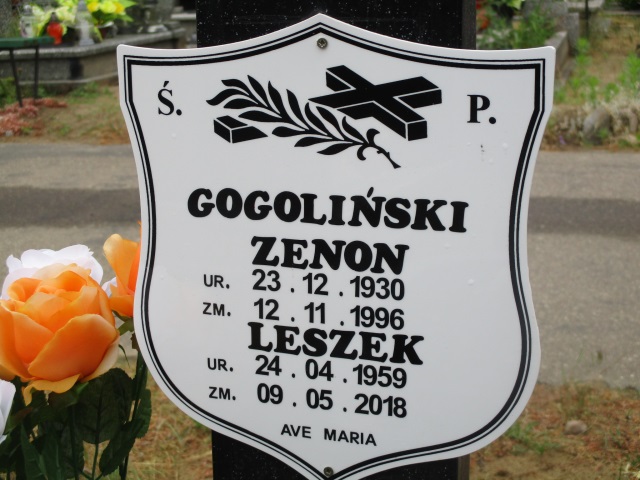 Ś. P.
GOGOLIŃSKI
ZENON
UR. 23.12.1930
ZM. 12.11.1996
LESZEK
UR. 24.04.1959
ZM. 09.05.2018
AVE MARIA